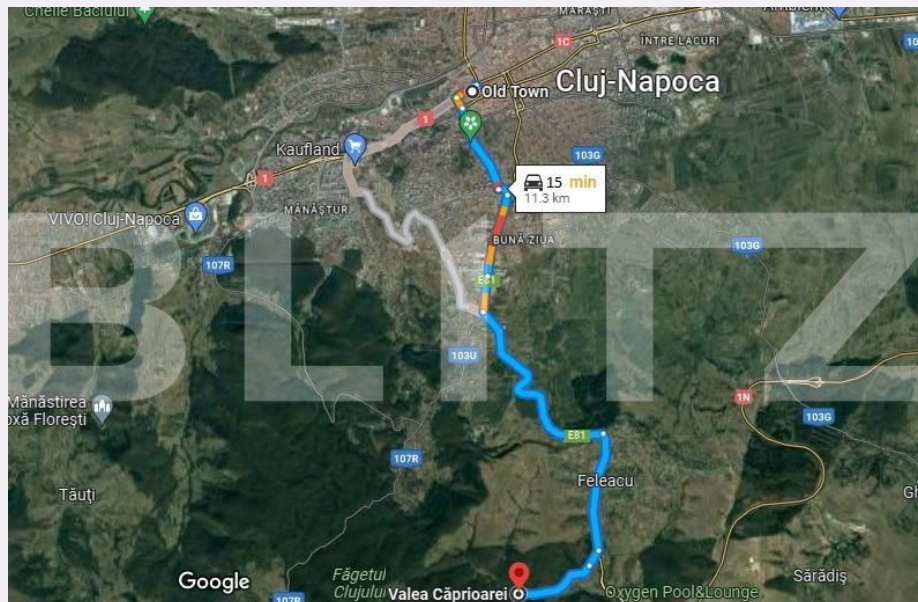 Cheile Baciului
MĂRĂȘTI
Ambient
1C
ÎNTRE LACURI
Old Town
Cluj-Napoca
1
Kaufland
103G
15 min
11.3 km
1
MĂNĂȘTUR
VIVO! Cluj-Napoca
BUNĂ ZIUA
103G
107R
E81
BLITZ
103U
1N
Mănăstirea
oxă Florești
103G
E81
107R
Feleacu
Tăuți
Gh
Google
Făgetul
Clujului
Valea Căprioarei
Oxygen Pool&Lounge
Sărădiș
107R